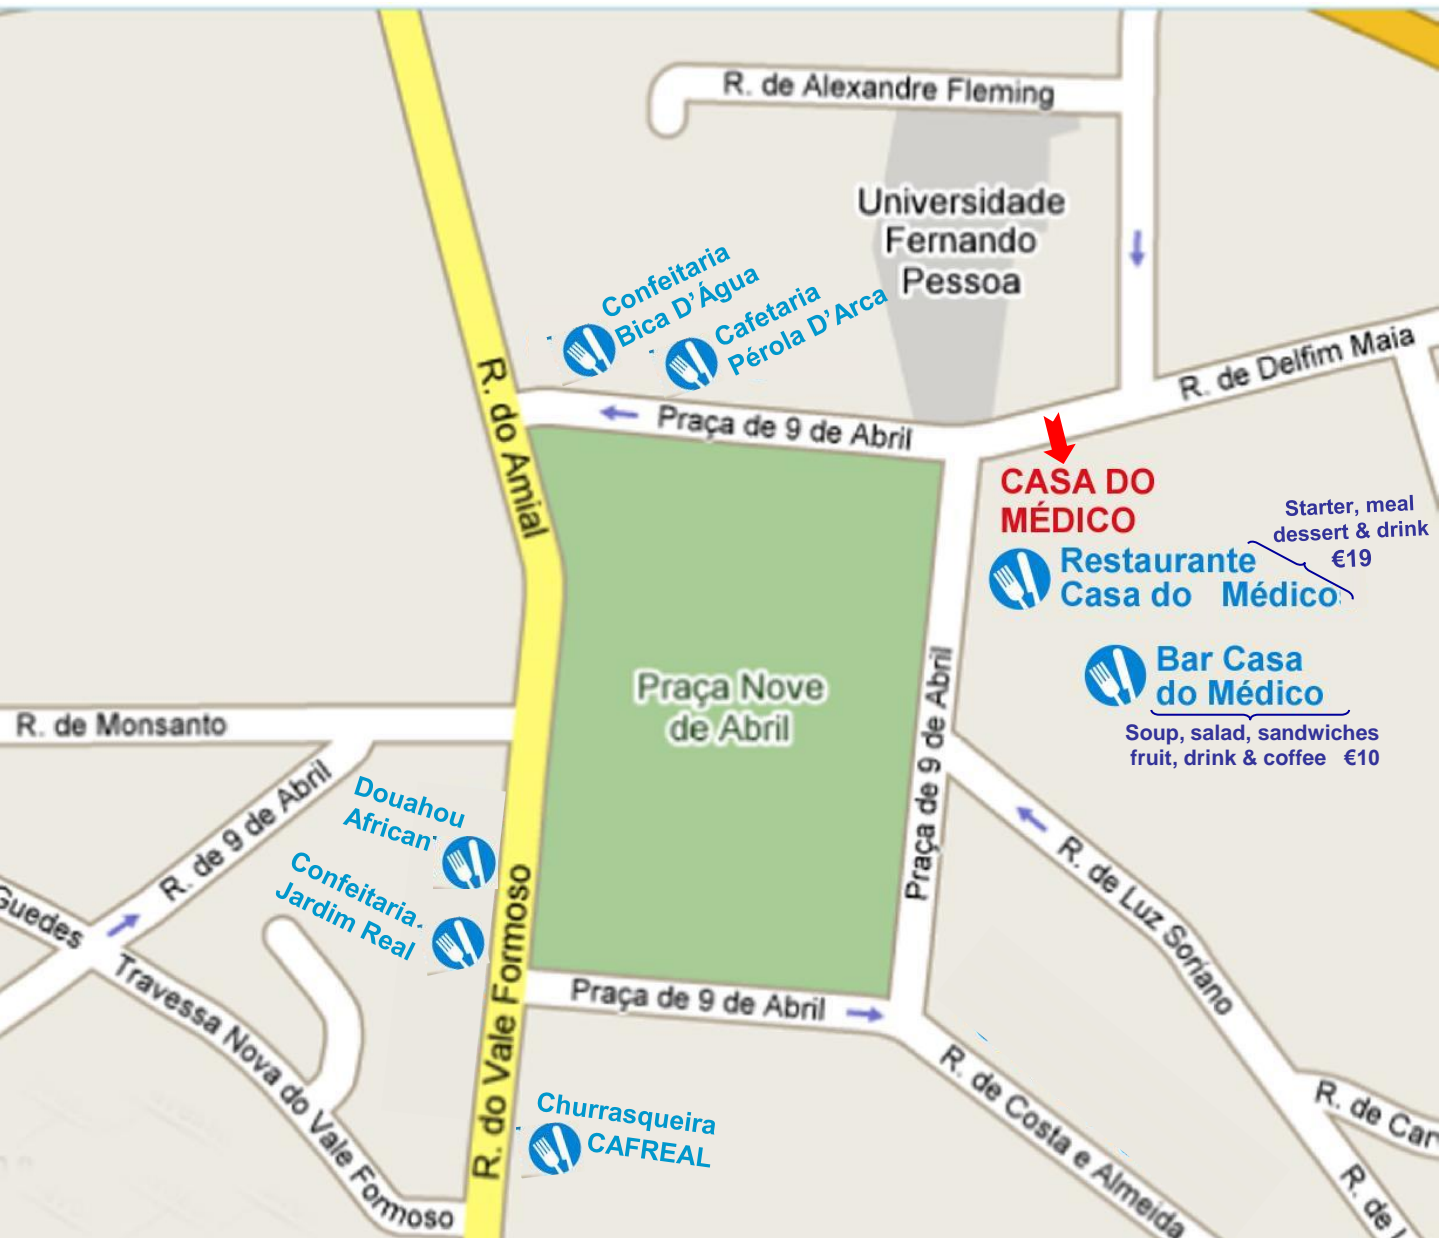 R. de Alexandre Fleming
Universidade
Fernando
Pessoa
Confeitaria
Bica D'Água
Cafetaria
Pérola D'Arca
R. de Delfim Maia
R. do Amial
Praça de 9 de Abril
CASA DO
MÉDICO
Starter, meal
dessert & drink
€19
Restaurante
Casa do Médico
Bar Casa
do Médico
Soup, salad, sandwiches
fruit, drink & coffee €10
Praça Nove
de Abril
Praça de 9 de Abril
R. de Monsanto
R. de 9 de Abril
Douahou
African
Confeitaria
Jardim Real
Guedes
Travessa Nova do Vale Formoso
R. do Vale Formoso
Praça de 9 de Abril
R. de Luz Soriano
R. de Costa e Almeida
R. de Car
R. de
Churrasqueira
CAFREAL